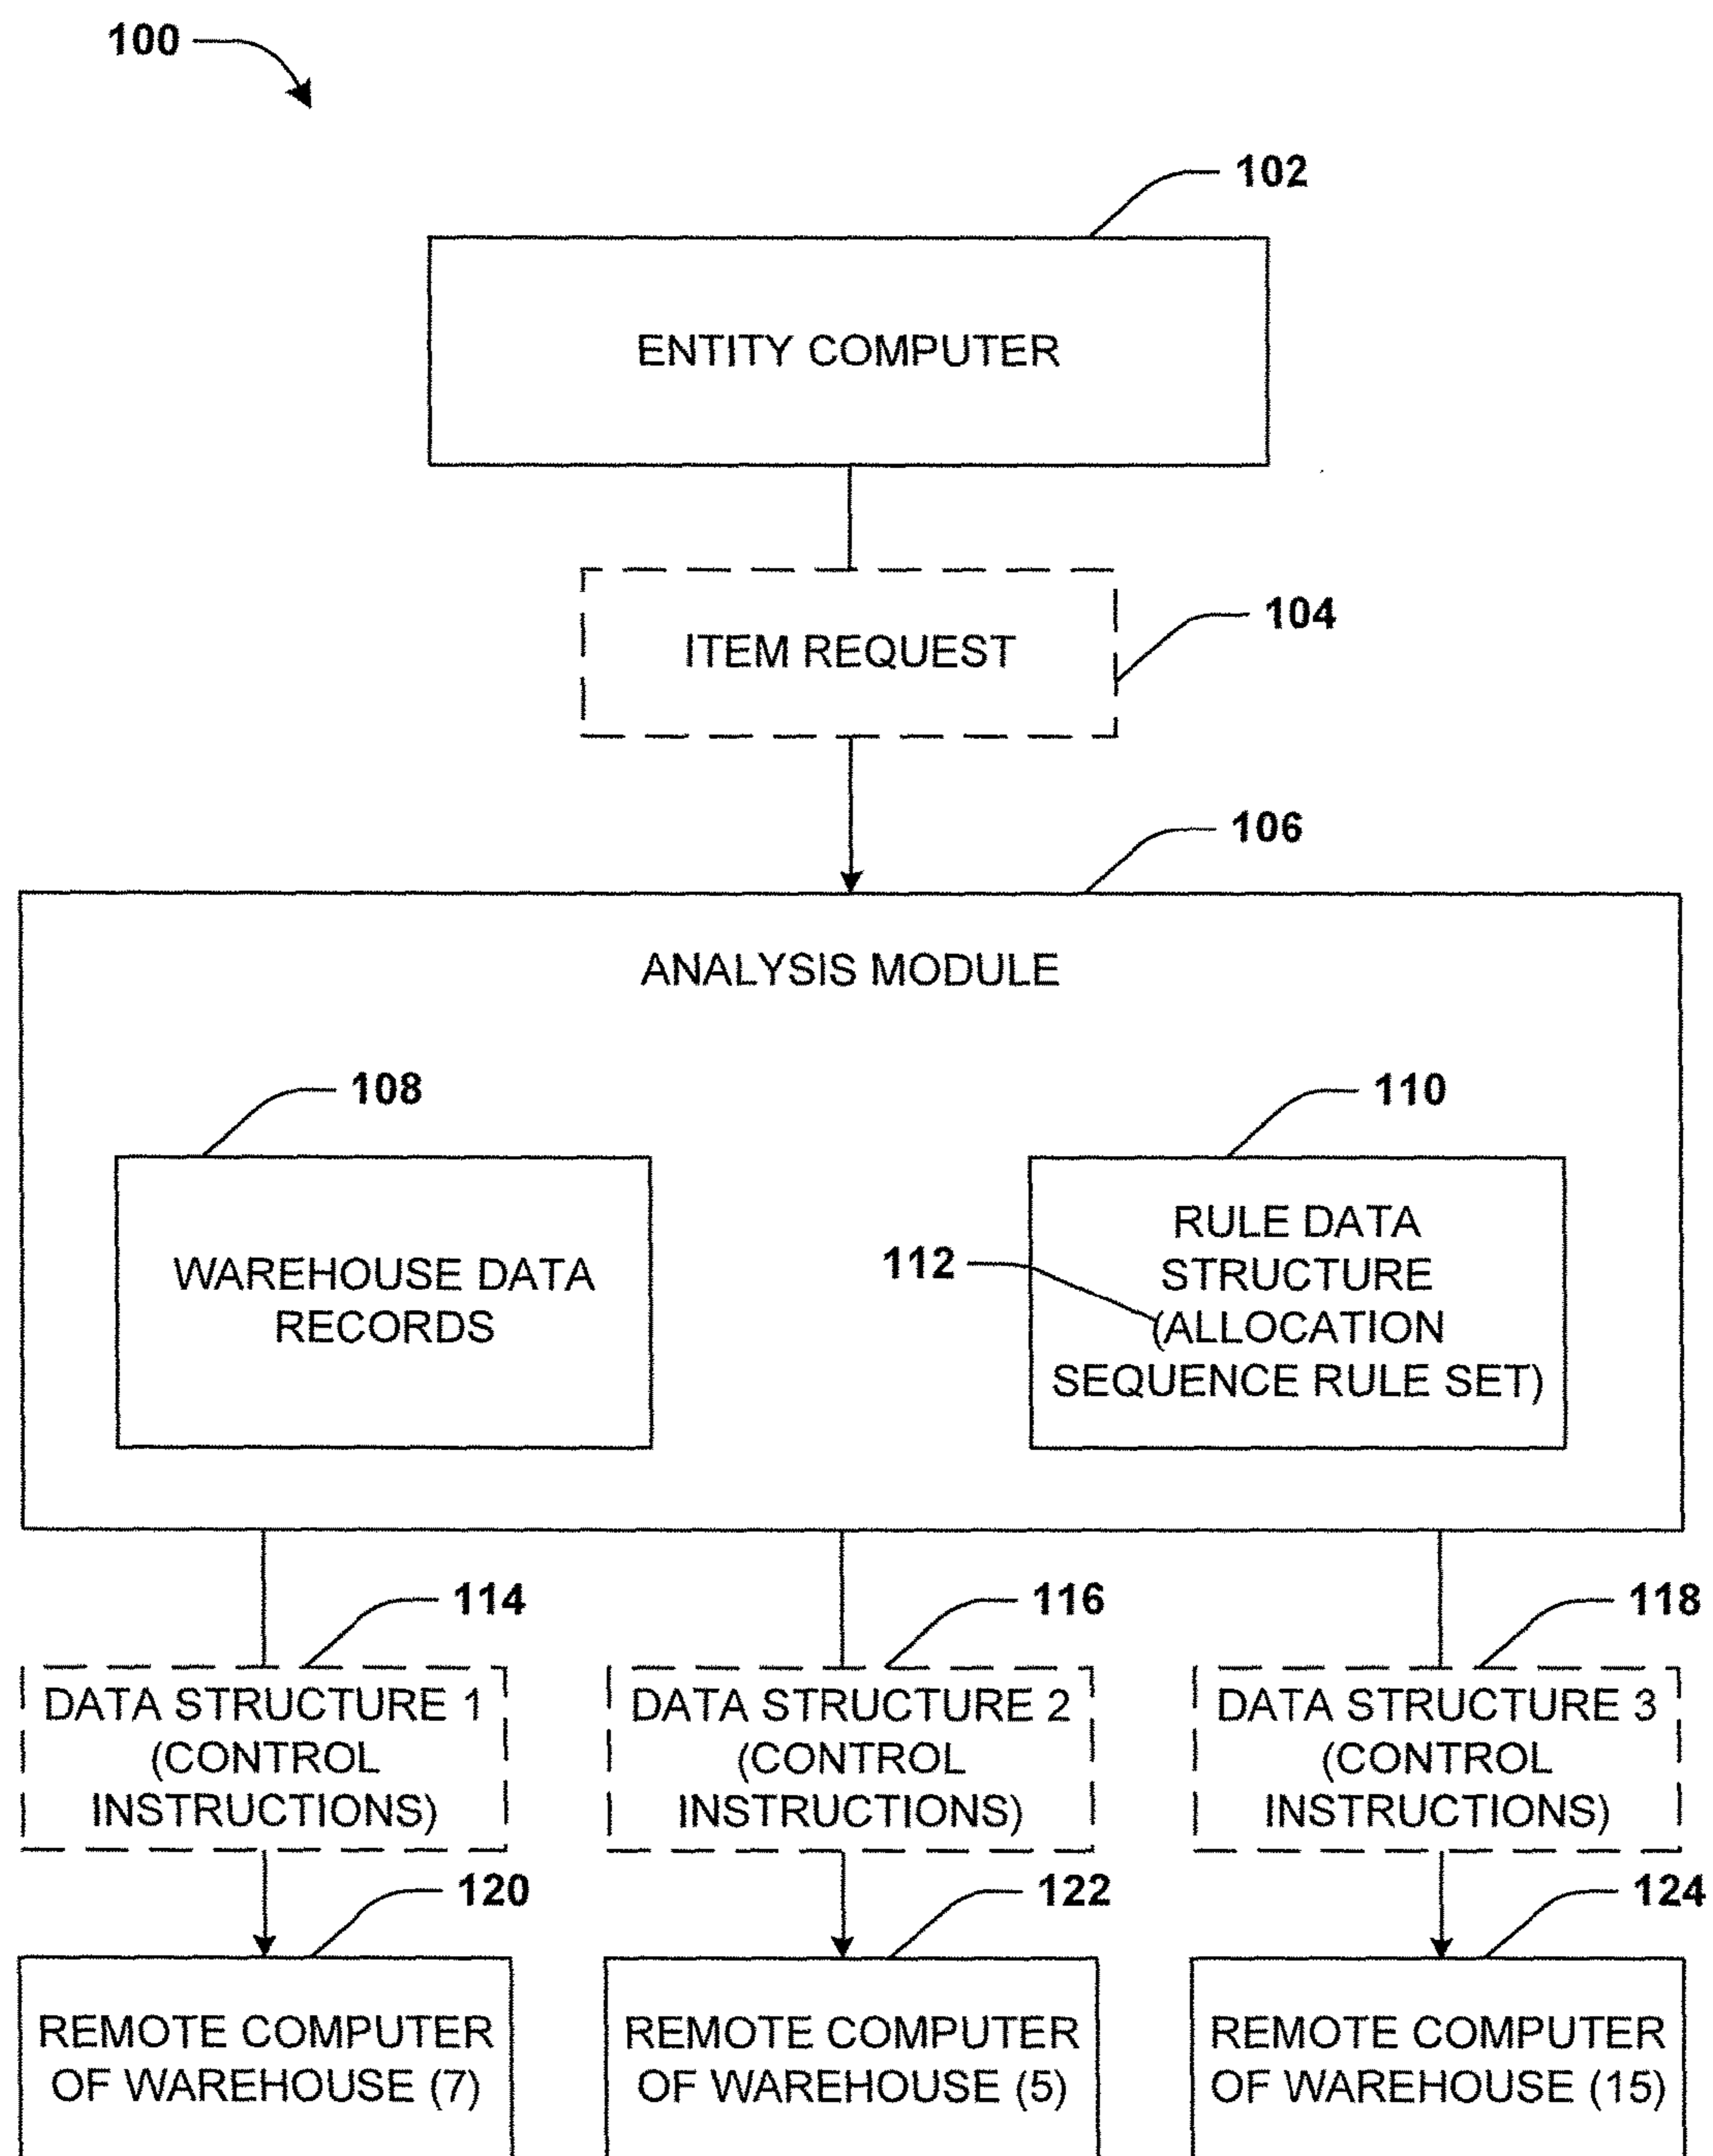 100
102
ENTITY COMPUTER
104
ITEM REQUEST
106
ANALYSIS MODULE
108
110
WAREHOUSE DATA
RECORDS
112
RULE DATA
STRUCTURE
(ALLOCATION
SEQUENCE RULE SET)
114
116
118
DATA STRUCTURE 1
(CONTROL
INSTRUCTIONS)
DATA STRUCTURE 2
(CONTROL
INSTRUCTIONS)
DATA STRUCTURE 3
(CONTROL
INSTRUCTIONS)
120
122
124
REMOTE COMPUTER
OF WAREHOUSE (7)
REMOTE COMPUTER
OF WAREHOUSE (5)
REMOTE COMPUTER
OF WAREHOUSE (15)